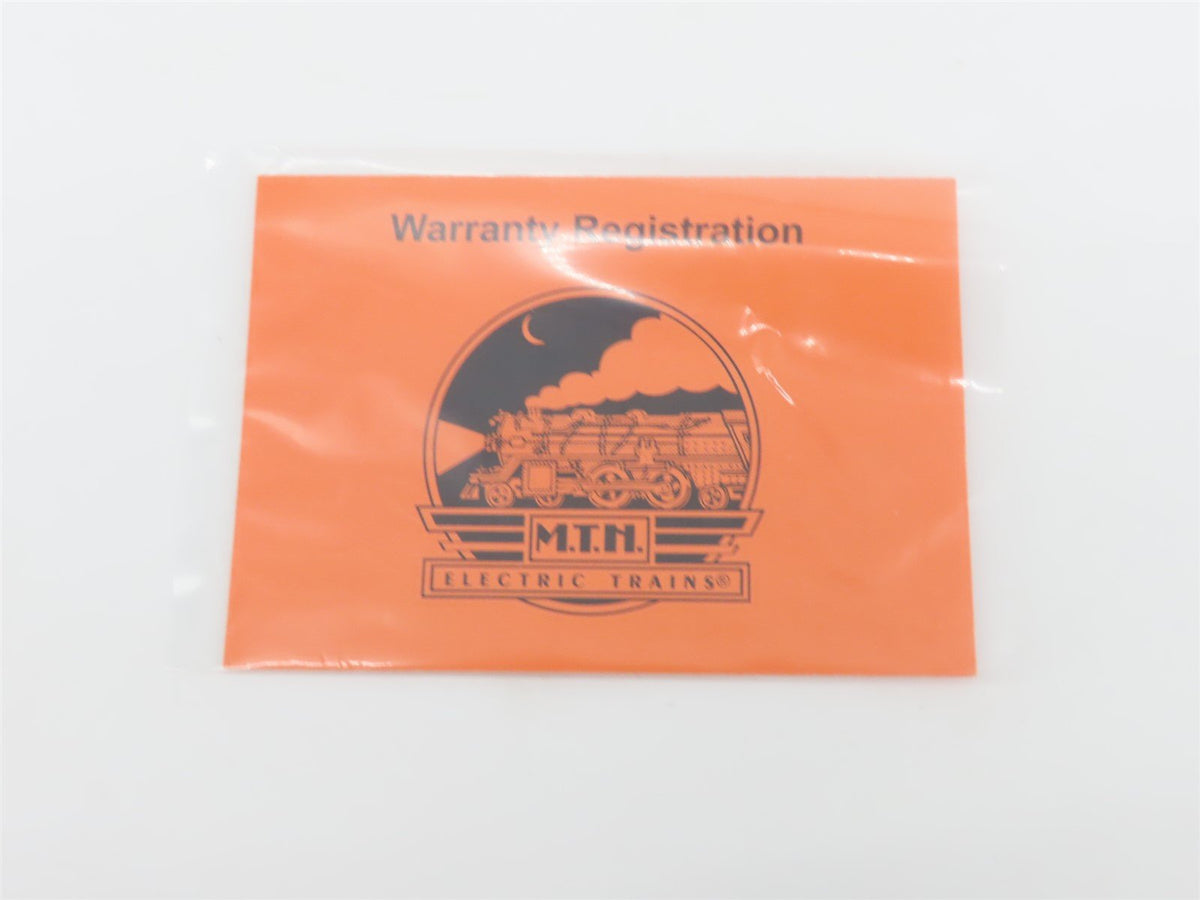 Warranty Registration
M.T.H.
ELECTRIC TRAINS®